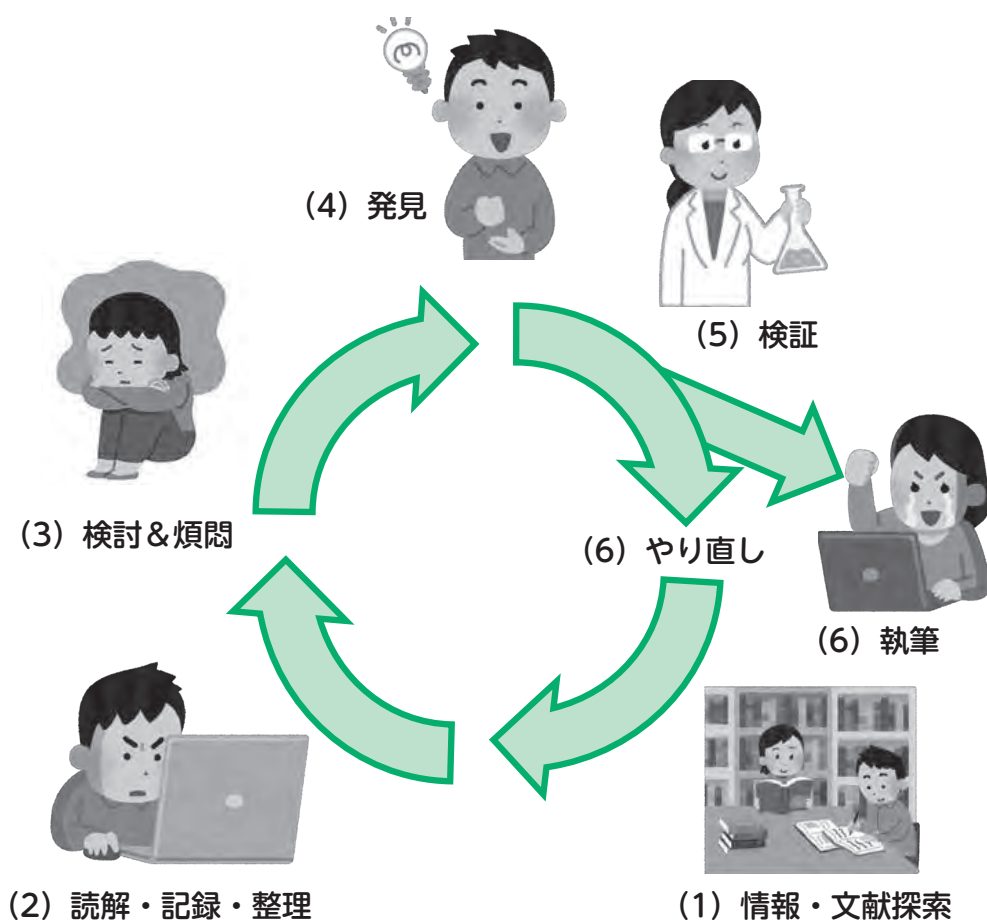 (4) 発見
(5) 検証
(3) 検討＆煩悶
(6) やり直し
(6) 執筆
(2) 読解・記録・整理
(1) 情報・文献探索